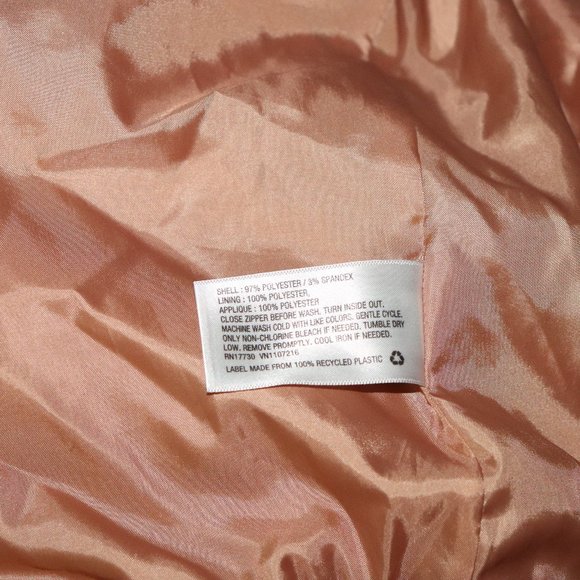 SHELL : 97% POLYESTER / 3% SPANDEX
LINING : 100% POLYESTER,
APPLIQUE : 100% POLYESTER
CLOSE ZIPPER BEFORE WASH. TURN INSIDE OUT.
MACHINE WASH COLD WITH LIKE COLORS, GENTLE CYCLE,
ONLY NON-CHLORINE BLEACH IF NEEDED, TUMBLE DRY
LOW, REMOVE PROMPTLY, COOL IRON IF NEEDED.
RN17730 VN1107216
LABEL MADE FROM 100% RECYCLED PLASTIC